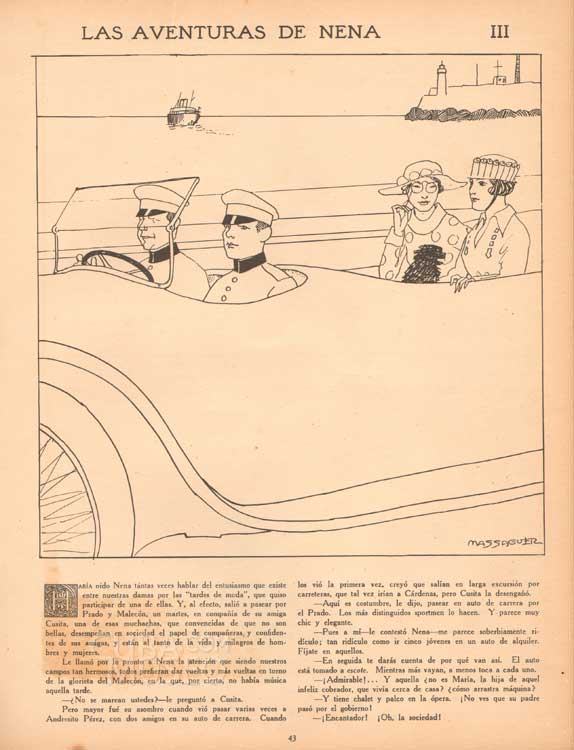 LAS AVENTURAS DE NENA III
MASSAGUER
HABÍA oído Nena tántas veces hablar del entusiasmo que existe
entre nuestras damas por las "tardes de moda", que quiso
participar de una de ellas. Y, al efecto, salió a pasear por
Prado y Malecón, un martes, en compañía de su amiga
Cusita, una de esas muchachas, que convencidas de que no son
bellas, desempeñan en sociedad el papel de compañeras, y confiden-
tes de sus amigas, y están al tanto de la vida y milagros de hom-
bres y mujeres.
Le llamó por lo pronto a Nena la atención que siendo nuestros
campos tan hermosos, todos prefieran dar vueltas y más vueltas en torno
de la glorieta del Malecón, en la que, por cierta, no había música
aquella tarde.
—¿No se marean ustedes?—le preguntó a Cusita.
Pero mayor fué su asombro cuando vió pasar varias veces a
Andresito Pérez, con dos amigos en su auto de carrera. Cuando
los vió la primera vez, creyó que salían en larga excursión por
carreteras, que tal vez irían a Cárdenas, pero Cusita la desengañó.
—Aquí es costumbre, le dijo, pasear en auto de carrera por
el Prado. Los más distinguidos sportmen lo hacen. Y parece muy
chic y elegante.
—Pues a mí—le contestó Nena—me parece soberbiamente ri-
dículo; tan ridículo como ir cinco jóvenes en un auto de alquiler.
Fíjate en aquellos.
—En seguida te darás cuenta de por qué van así. El auto
está tomado a escote. Mientras más vayan, a menos toca a cada uno.
—¡Admirable!... Y aquella ¿no es María, la hija de aquel
infeliz cobrador, que vivía cerca de casa? ¿cómo arrastra máquina?
—Y tiene chalet y palco en la ópera. ¡No ves que su padre
pasó por el gobierno!
—¡Encantador! ¡Oh, la sociedad!
43